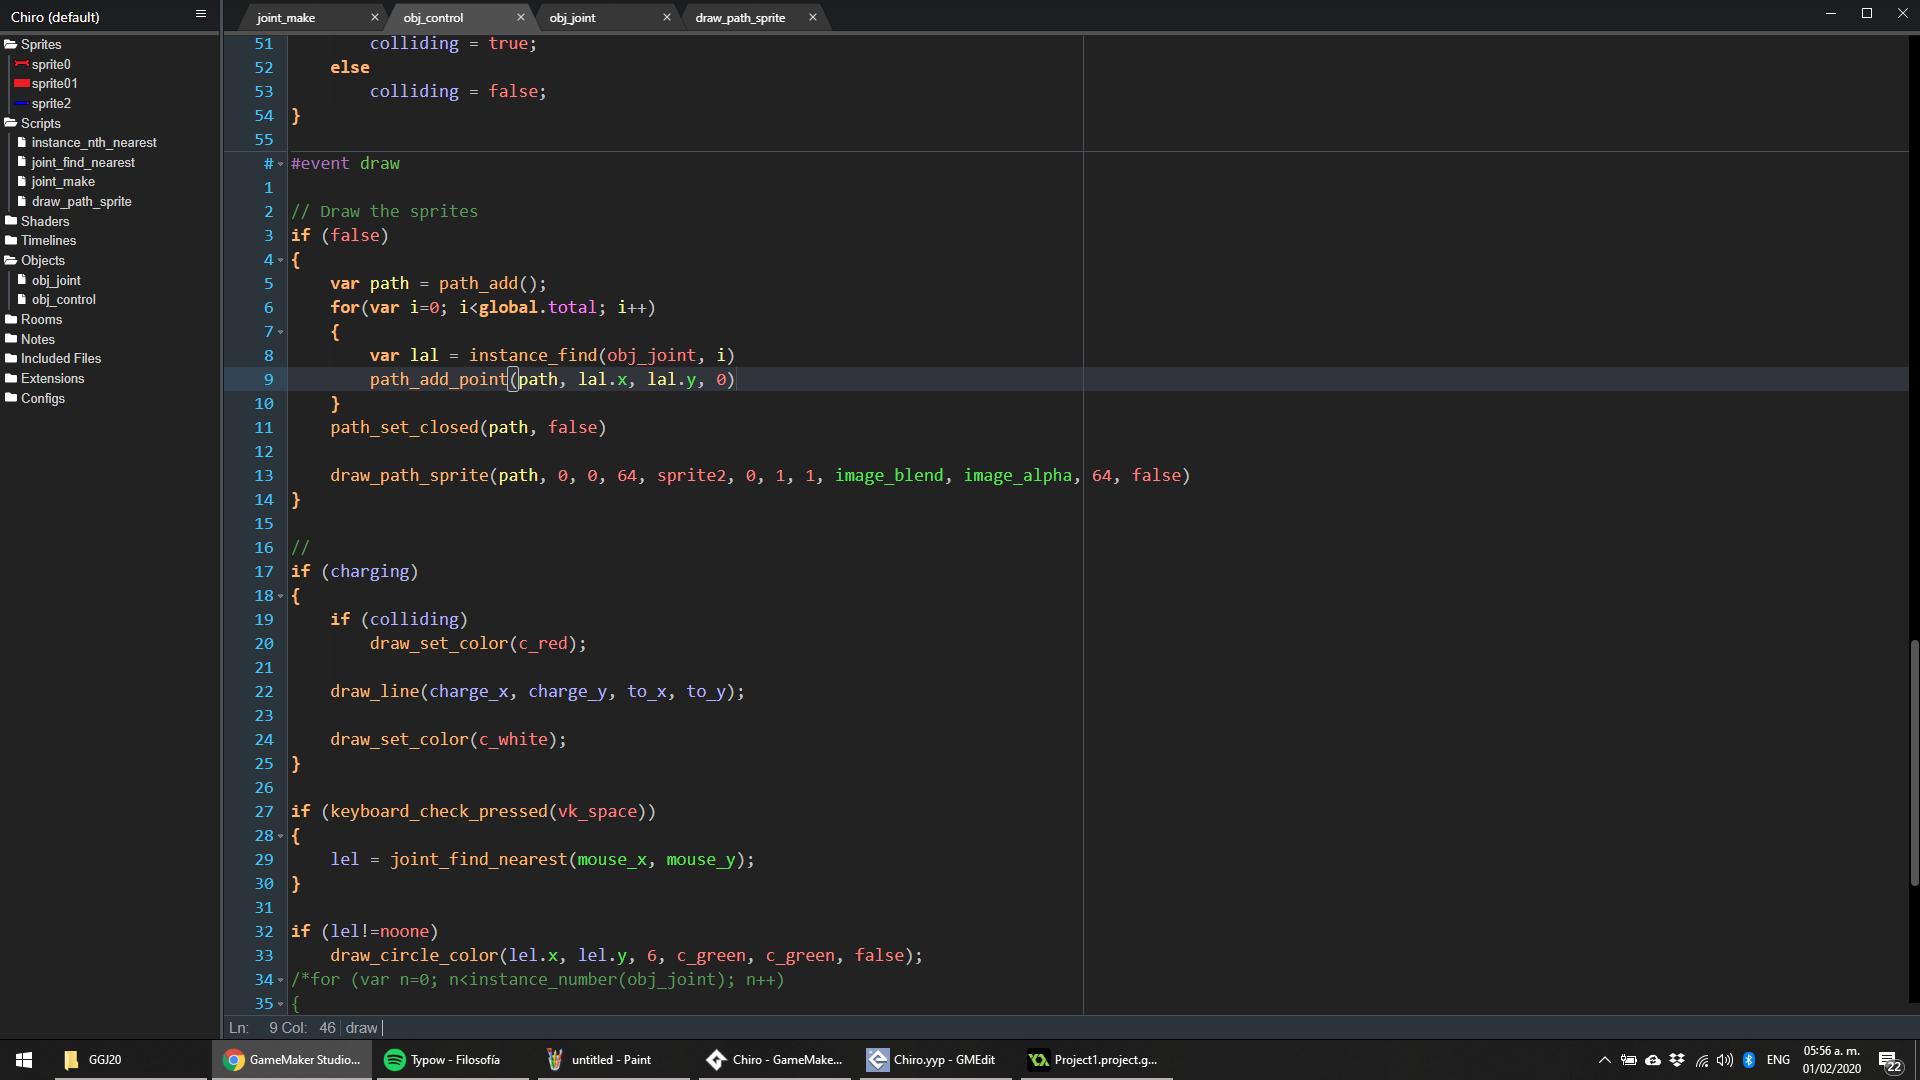 Chiro (default)
Sprites
sprite0
sprite01
sprite2
Scripts
instance_nth_nearest
joint_find_nearest
joint_make
draw_path_sprite
Shaders
Timelines
Objects
obj_joint
obj_control
Rooms
Notes
Included Files
Extensions
Configs
joint_make × obj_control × obj_joint × draw_path_sprite ×
51 colliding = true;
52 else
53 colliding = false;
54 }
55
# #event draw
1
2 // Draw the sprites
3 if (false)
4 {
5 var path = path_add();
6 for(var i=0; i<global.total; i++)
7 {
8 var lal = instance_find(obj_joint, i)
9 path_add_point(path, lal.x, lal.y, 0)
10 }
11 path_set_closed(path, false)
12
13 draw_path_sprite(path, 0, 0, 64, sprite2, 0, 1, 1, image_blend, image_alpha, 64, false)
14 }
15
16 //
17 if (charging)
18 {
19 if (colliding)
20 draw_set_color(c_red);
21
22 draw_line(charge_x, charge_y, to_x, to_y);
23
24 draw_set_color(c_white);
25 }
26
27 if (keyboard_check_pressed(vk_space))
28 {
29 lel = joint_find_nearest(mouse_x, mouse_y);
30 }
31
32 if (lel!=noone)
33 draw_circle_color(lel.x, lel.y, 6, c_green, c_green, false);
34 /*for (var n=0; n<instance_number(obj_joint); n++)
35 {
Ln: 9 Col: 46 draw
GGJ20
GameMaker Studio...
Typow - Filosofía
untitled - Paint
Chiro - GameMake...
Chiro.yyp - GMEdit
Project1.project.g...
ENG
05:56 a. m.
01/02/2020
22